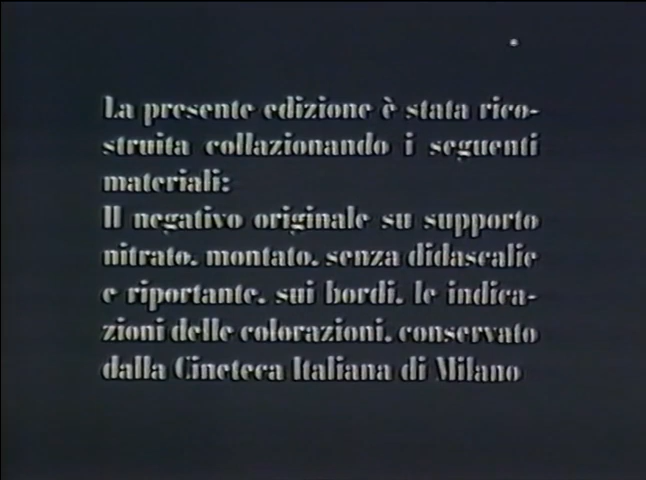 La presente edizione è stata rico-
struita collazionando i seguenti
materiali:
Il negativo originale su supporto
nitrato, montato, senza didascalie
e riportante, sui bordi, le indica-
zioni delle colorazioni, conservato
dalla Cineteca Italiana di Milano